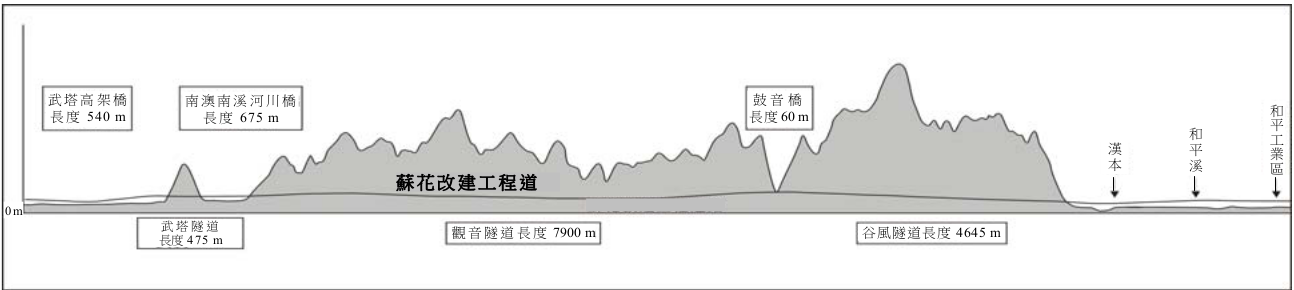 武塔高架橋
長度 540 m
南澳南溪河川橋
長度 675 m
鼓音橋
長度60 m
漢本
和平溪
和平工業區
蘇花改建工程道
0 m
武塔隧道
長度 475 m
觀音隧道長度 7900 m
谷風隧道長度 4645 m